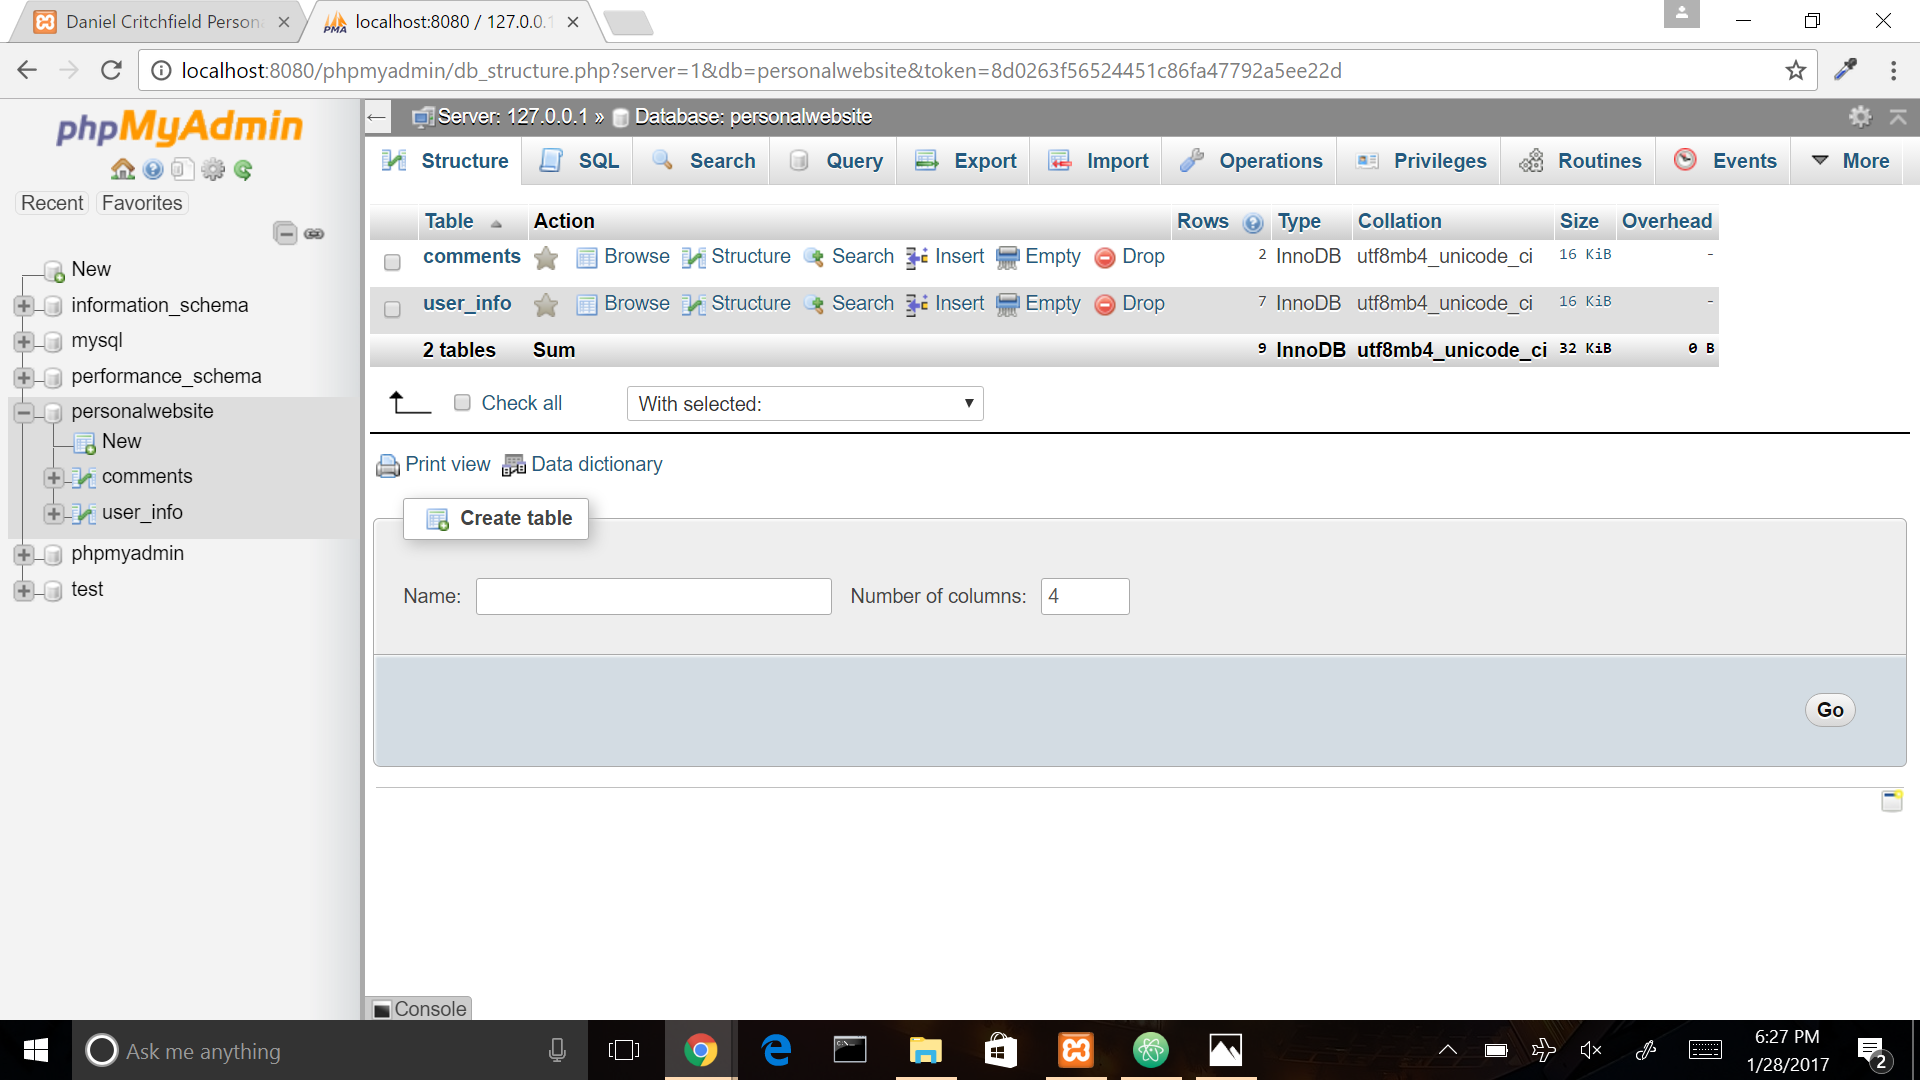 Daniel Critchfield Person
localhost:8080 / 127.0.0.1
localhost:8080/phpmyadmin/db_structure.php?server=1&db=personalwebsite&token=8d0263f56524451c86fa47792a5ee22d
phpMyAdmin
Recent Favorites
New
information_schema
mysql
performance_schema
personalwebsite
New
comments
user_info
phpmyadmin
test
Server: 127.0.0.1 » Database: personalwebsite
Structure SQL Search Query Export Import Operations Privileges Routines Events More
Table Action Rows Type Collation Size Overhead
comments Browse Structure Search Insert Empty Drop 2 InnoDB utf8mb4_unicode_ci 16 KiB -
user_info Browse Structure Search Insert Empty Drop 7 InnoDB utf8mb4_unicode_ci 16 KiB -
2 tables Sum 9 InnoDB utf8mb4_unicode_ci 32 KiB 0 B
Check all With selected:
Print view Data dictionary
Create table
Name: Number of columns: 4
Go
Console
Ask me anything
6:27 PM
1/28/2017
2